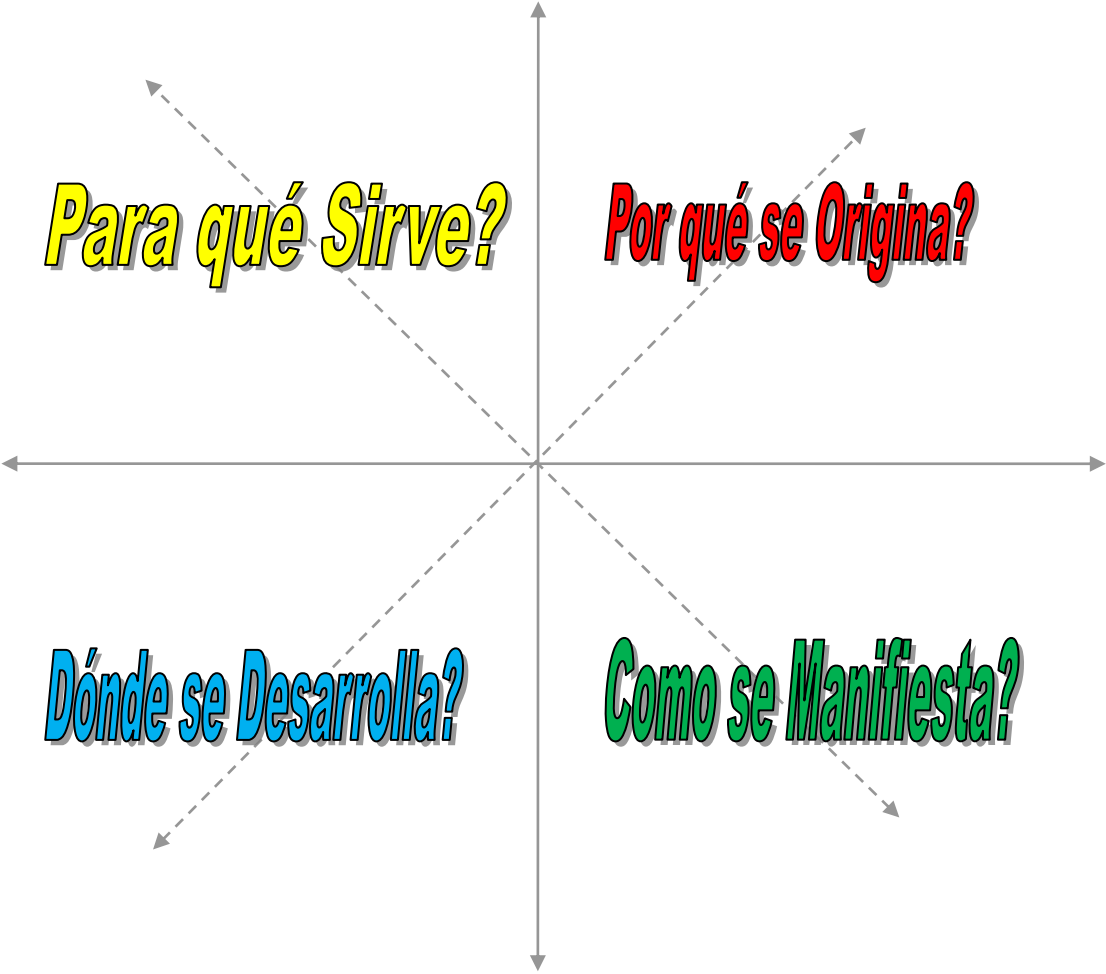 Para qué Sirve?
Por qué se Origina?
Dónde se Desarrolla?
Como se Manifiesta?